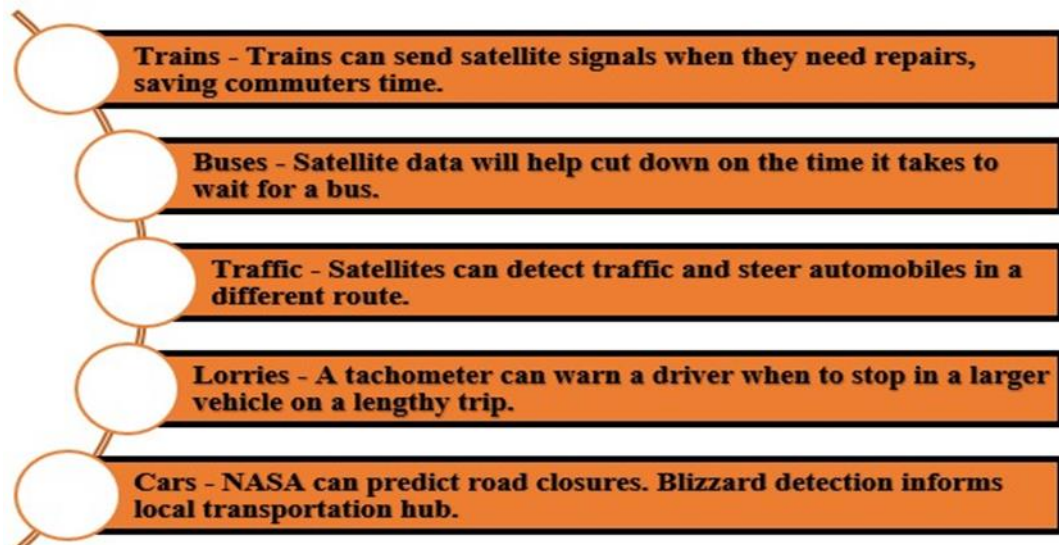 Trains - Trains can send satellite signals when they need repairs,
saving commuters time.
Buses - Satellite data will help cut down on the time it takes to
wait for a bus.
Traffic - Satellites can detect traffic and steer automobiles in a
different route.
Lorries - A tachometer can warn a driver when to stop in a larger
vehicle on a lengthy trip.
Cars - NASA can predict road closures. Blizzard detection informs
local transportation hub.